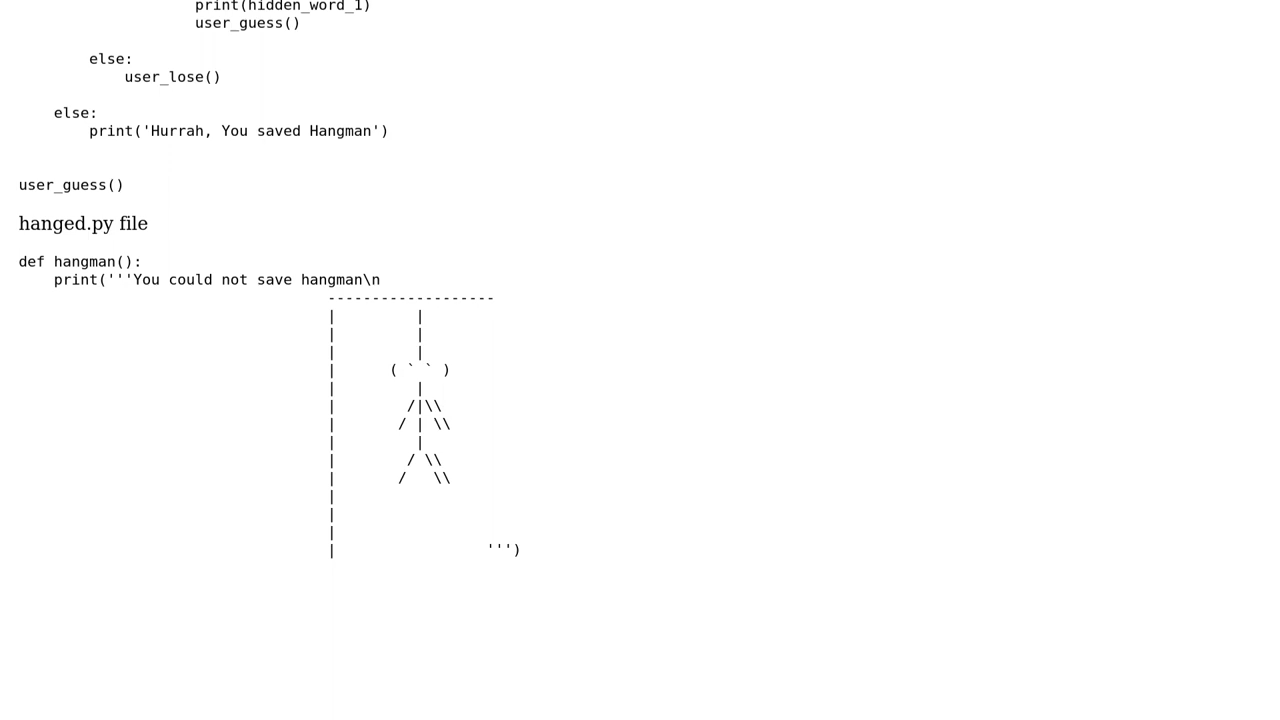 print(hidden_word_1)
                    user_guess()

        else:
            user_lose()

    else:
        print('Hurrah, You saved Hangman')


user_guess()

hanged.py file

def hangman():
    print('''You could not save hangman\n
                                   -------------------
                                   |         |
                                   |         |
                                   |         |
                                   |      ( ` ` )
                                   |         |
                                   |        /|\\
                                   |       / | \\
                                   |         |
                                   |        / \\
                                   |       /   \\
                                   |
                                   |
                                   |
                                   |                 ''')